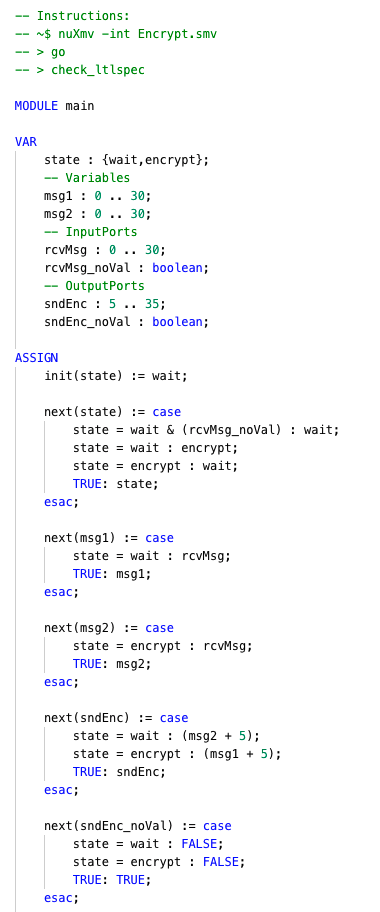 -- Instructions:
-- ~$ nuXmv -int Encrypt.smv
-- > go
-- > check_ltlspec

MODULE main

VAR
    state : {wait,encrypt};
    -- Variables
    msg1 : 0 .. 30;
    msg2 : 0 .. 30;
    -- InputPorts
    rcvMsg : 0 .. 30;
    rcvMsg_noVal : boolean;
    -- OutputPorts
    sndEnc : 5 .. 35;
    sndEnc_noVal : boolean;

ASSIGN
    init(state) := wait;

    next(state) := case
        state = wait & (rcvMsg_noVal) : wait;
        state = wait : encrypt;
        state = encrypt : wait;
        TRUE: state;
    esac;

    next(msg1) := case
        state = wait : rcvMsg;
        TRUE: msg1;
    esac;

    next(msg2) := case
        state = encrypt : rcvMsg;
        TRUE: msg2;
    esac;

    next(sndEnc) := case
        state = wait : (msg2 + 5);
        state = encrypt : (msg1 + 5);
        TRUE: sndEnc;
    esac;

    next(sndEnc_noVal) := case
        state = wait : FALSE;
        state = encrypt : FALSE;
        TRUE: TRUE;
    esac;